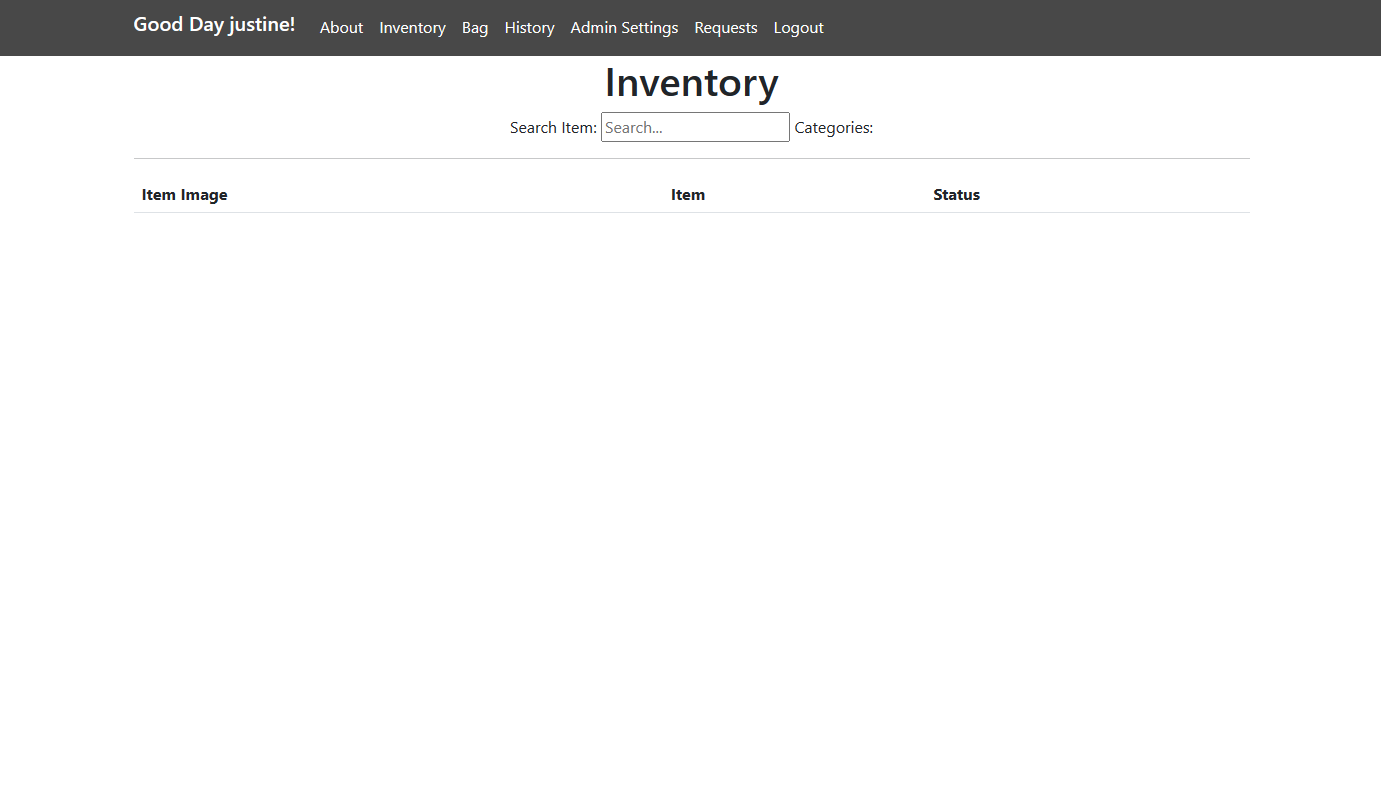 Good Day justine! About Inventory Bag History Admin Settings Requests Logout
Inventory
Search Item: Search... Categories:
Item Image Item Status